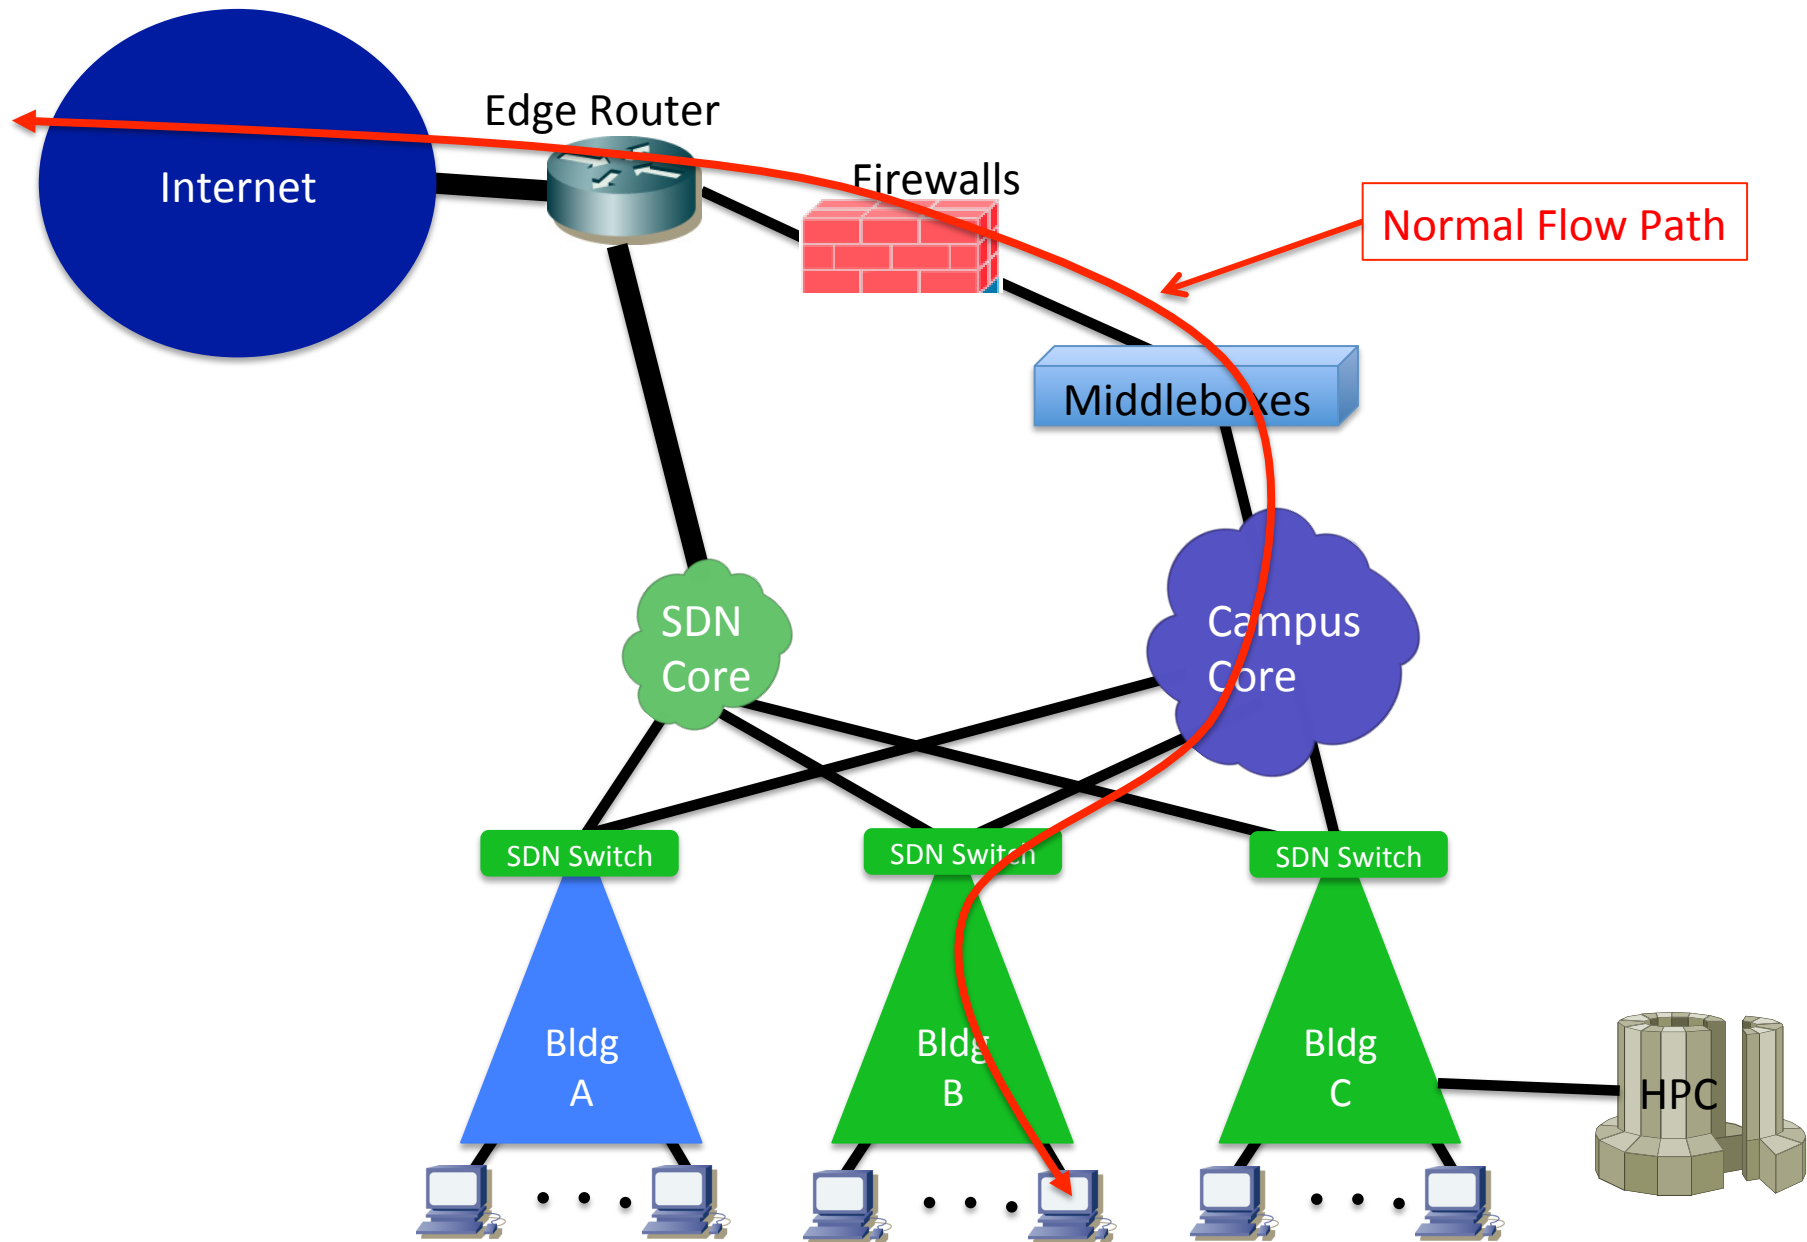 Edge Router
Internet
Firewalls
Normal Flow Path
Middleboxes
SDN
Core
Campus
Core
SDN Switch
SDN Switch
SDN Switch
Bldg
A
Bldg
B
Bldg
C
HPC